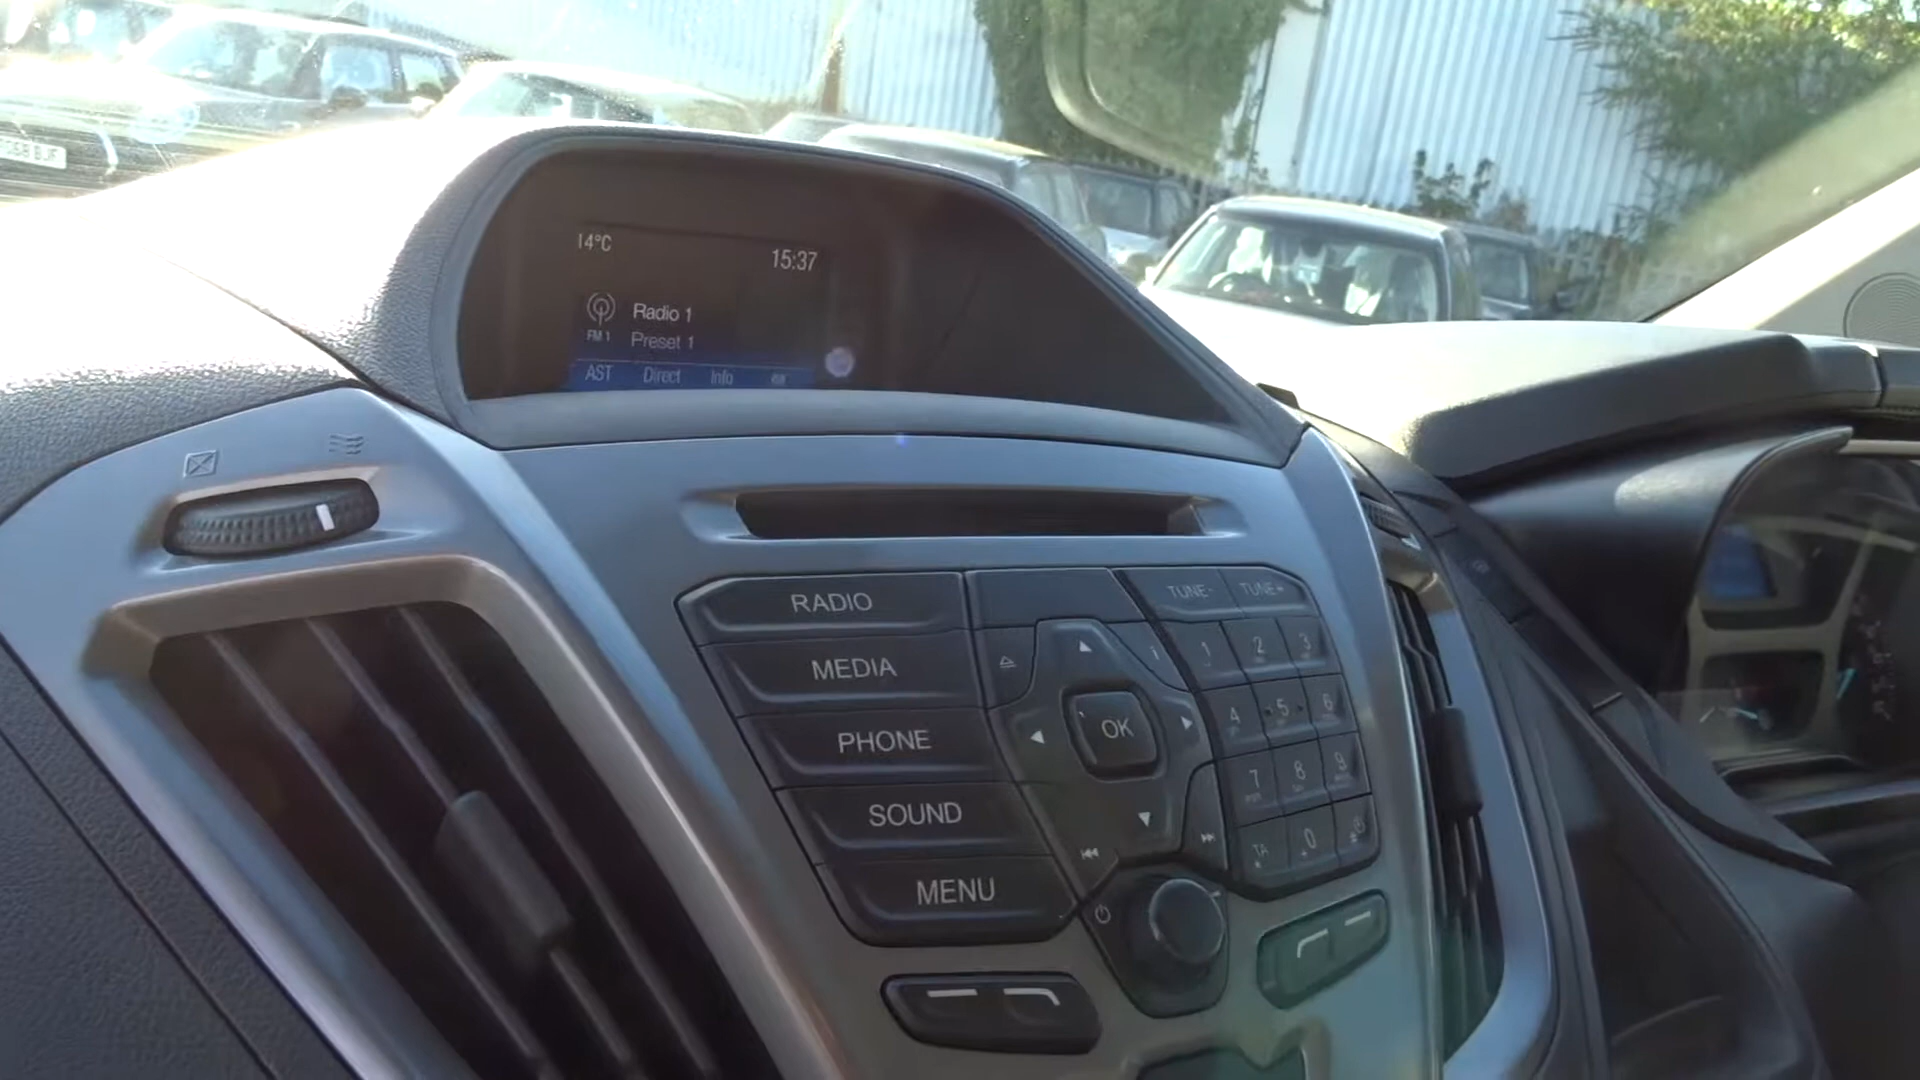 14°C
15:37
Radio 1
FM 1 Preset 1
AST Direct Info
RADIO
MEDIA
PHONE
SOUND
MENU
OK
i
TUNE- TUNE+
1 2 3
4 5 6
7 8 9
TA 0
*
+